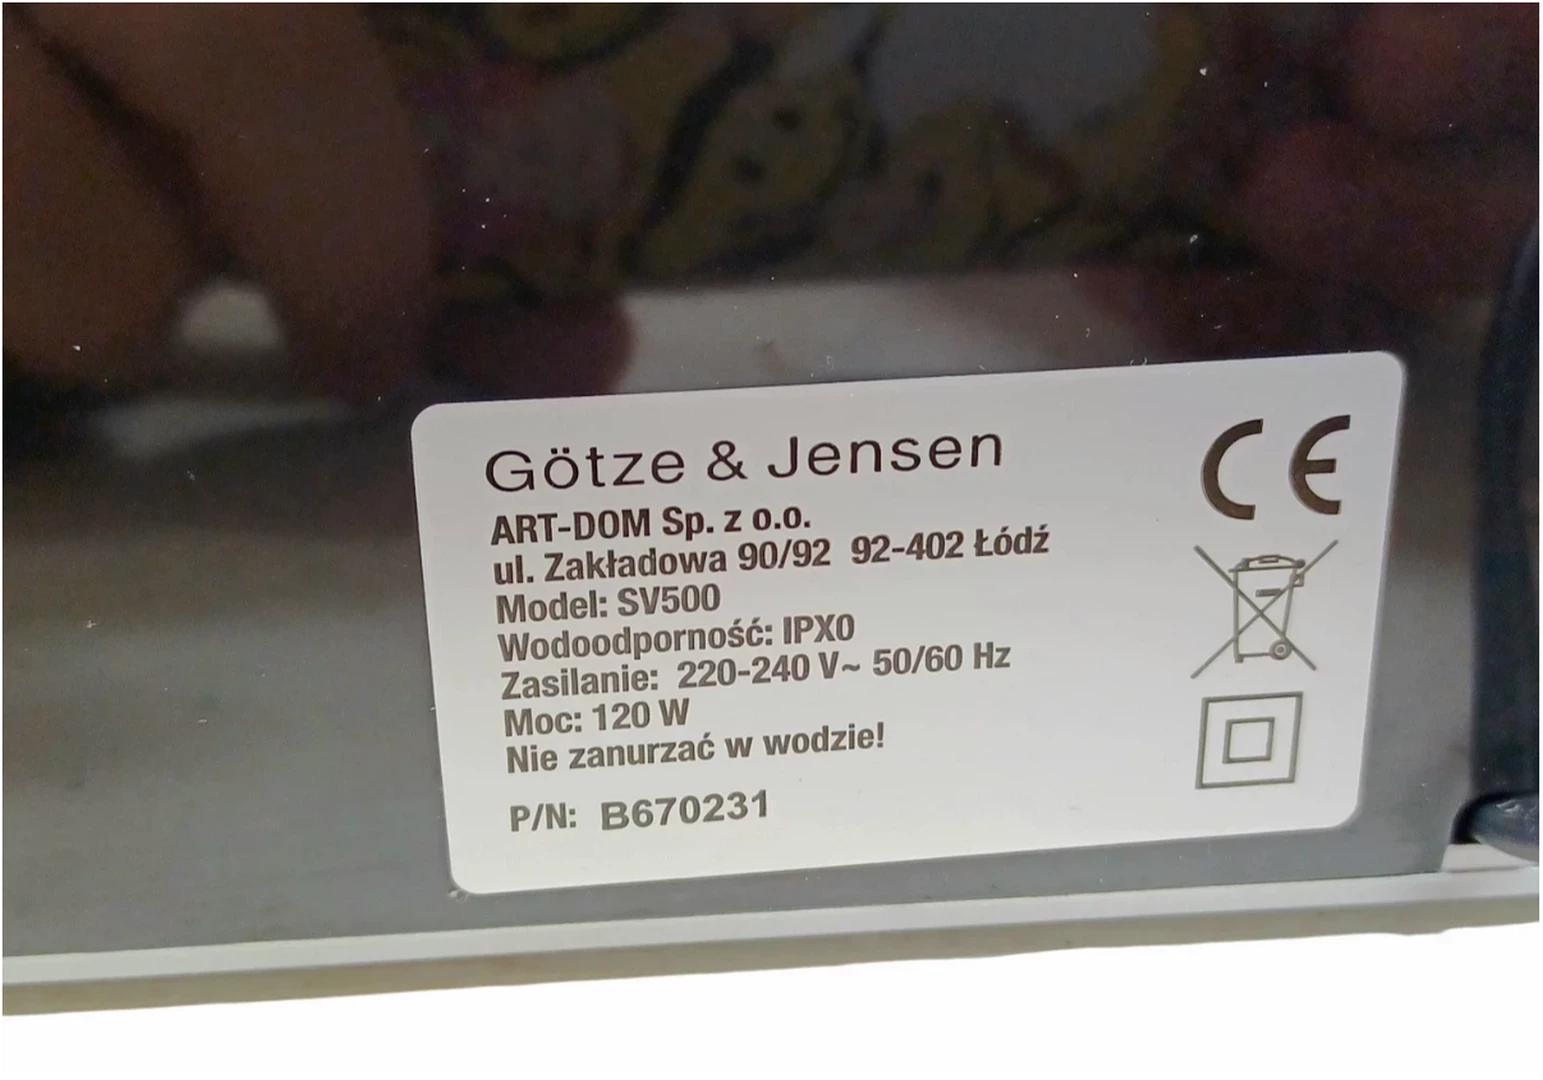 Götze & Jensen
ART-DOM Sp. z o.o.
ul. Zakładowa 90/92 92-402 Łódź
Model: SV500
Wodoodporność: IPX0
Zasilanie: 220-240 V~ 50/60 Hz
Moc: 120 W
Nie zanurzać w wodzie!
P/N: B670231
CE